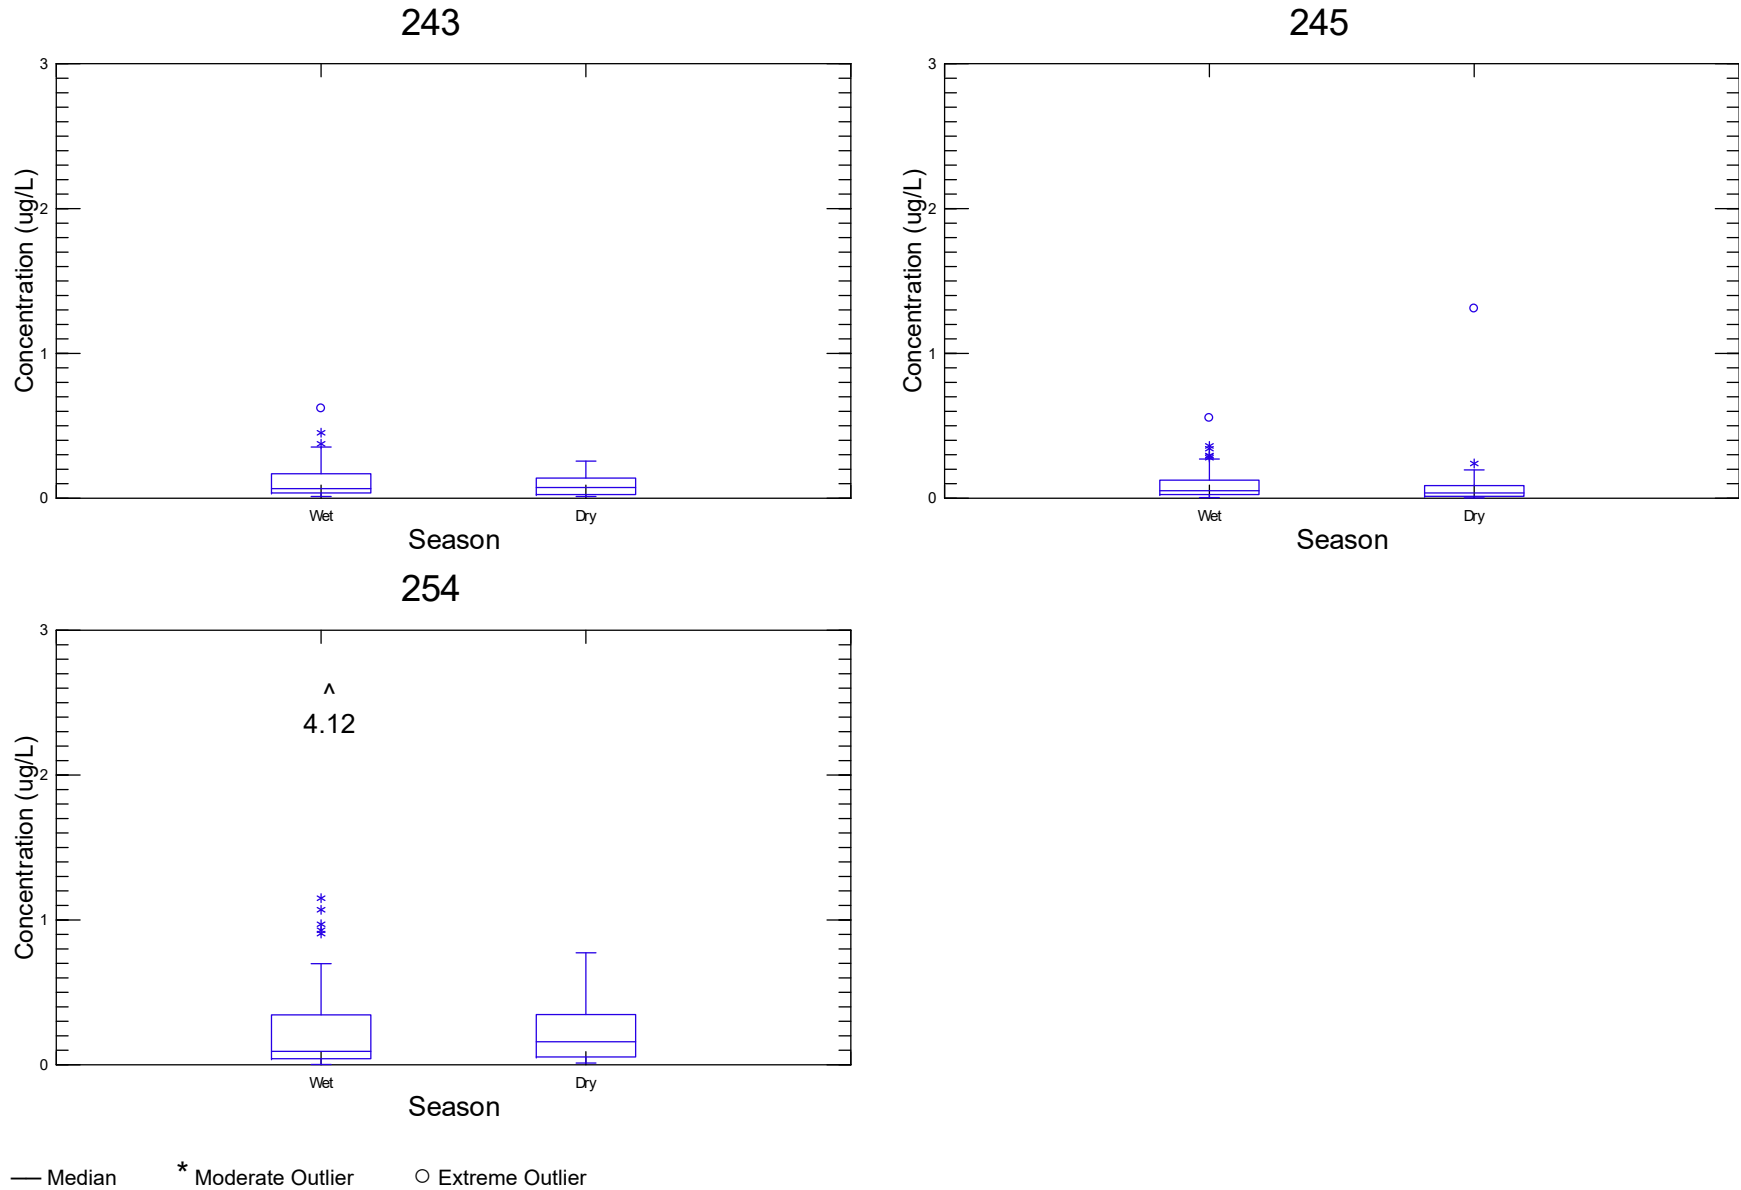 243
3
2
1
0
Concentration (ug/L)
Wet
Dry
Season
245
3
2
1
0
Concentration (ug/L)
Wet
Dry
Season
254
3
2
1
0
Concentration (ug/L)
^
4.12
Wet
Dry
Season
— Median * Moderate Outlier ○ Extreme Outlier